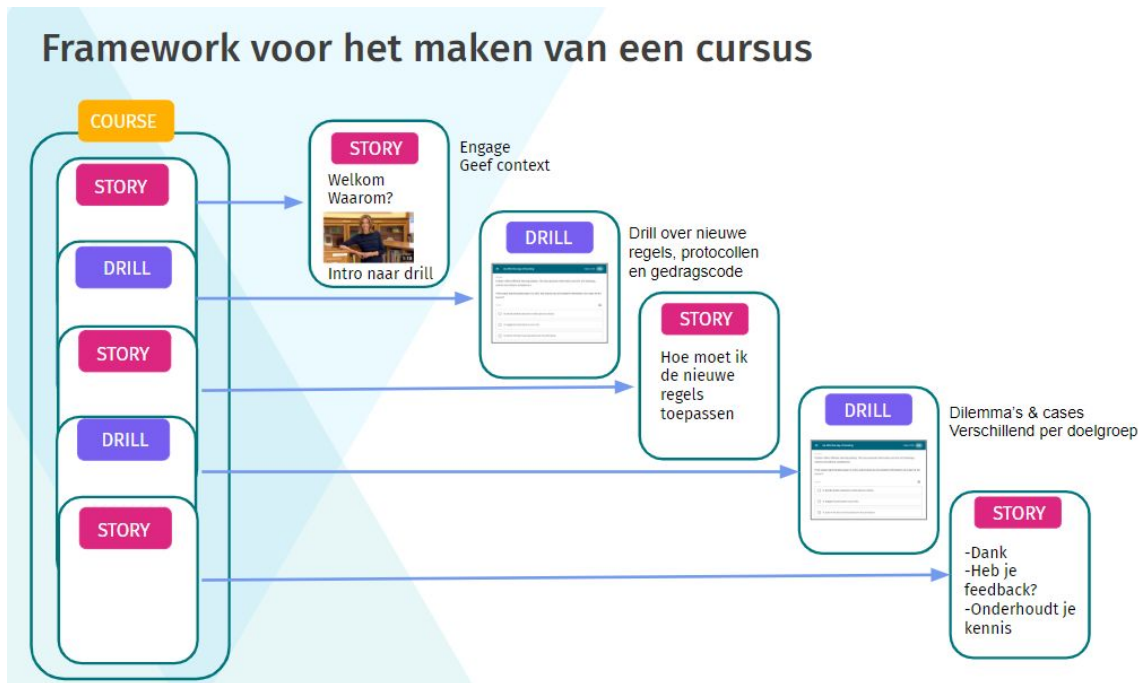 Framework voor het maken van een cursus
COURSE
STORY
DRILL
STORY
DRILL
STORY
STORY
Welkom
Waarom?
Intro naar drill
Engage
Geef context
DRILL
Drill over nieuwe
regels, protocollen
en gedragscode
STORY
Hoe moet ik
de nieuwe
regels
toepassen
DRILL
Dilemma's & cases
Verschillend per doelgroep
STORY
-Dank
-Heb je
feedback?
-Onderhoudt je
kennis